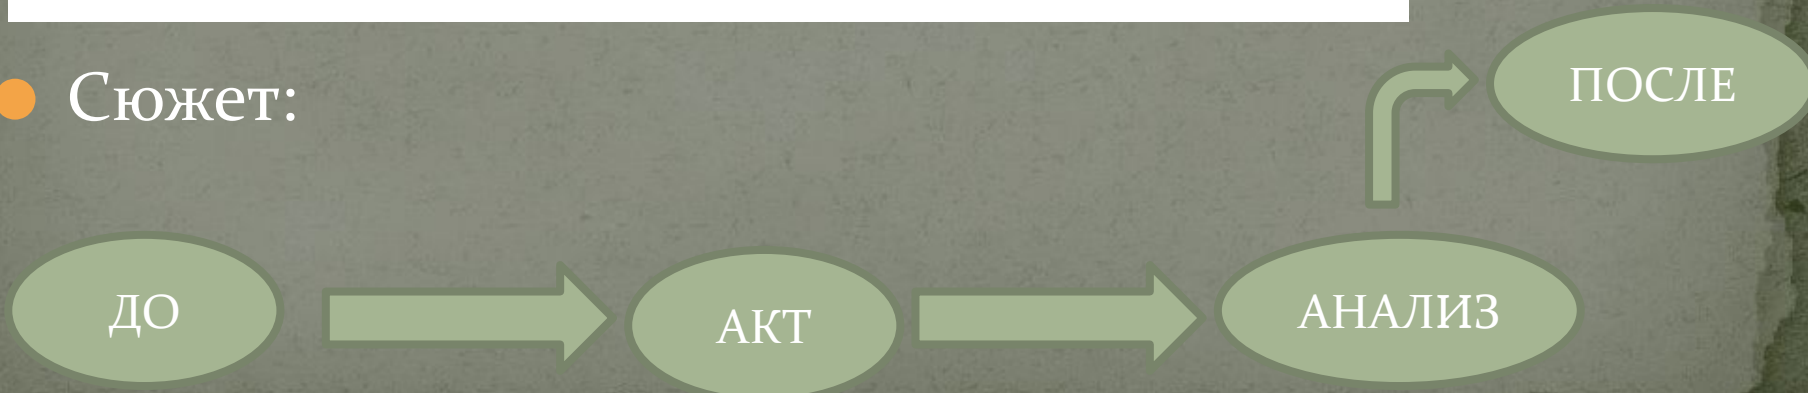 Сюжет:
ДО
АКТ
АНАЛИЗ
ПОСЛЕ